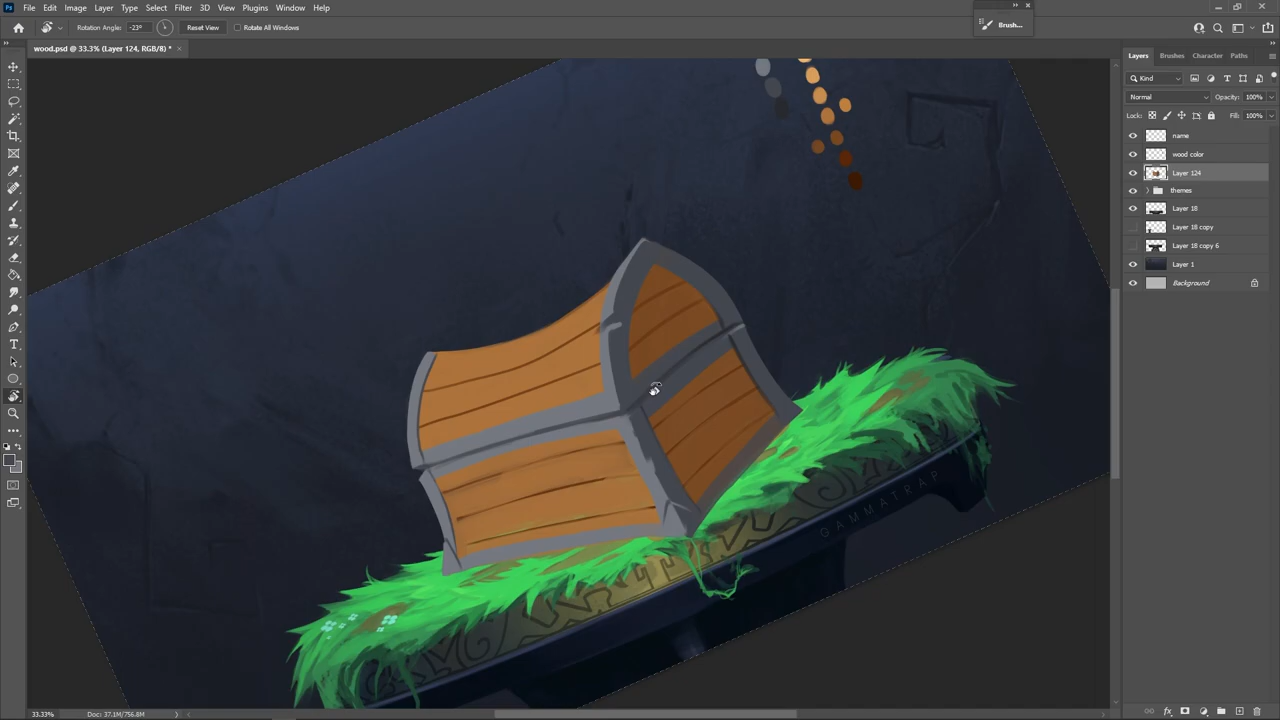 File Edit Image Layer Type Select Filter 3D View Plugins Window Help
Rotation Angle: -23° Reset View Rotate All Windows
Brush...
wood.psd @ 33.3% (Layer 124, RGB/8) *
Layers Brushes Character Paths
Kind
Normal Opacity: 100%
Lock: Fill: 100%
name
wood color
Layer 124
themes
Layer 18
Layer 18 copy
Layer 18 copy 6
Layer 1
Background
GAMMATRAP
33.33% Doc: 37.1M/756.8M